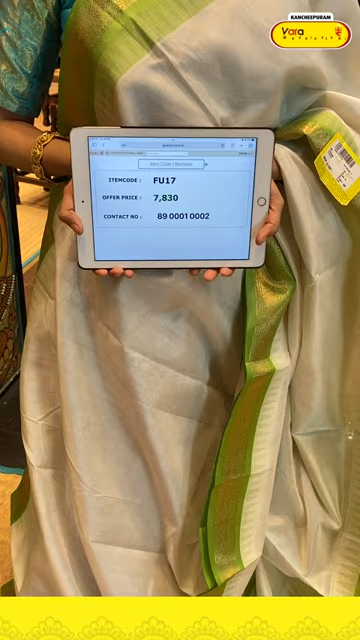 KANCHEEPURAM
Vara
ITEMCODE : FU17
OFFER PRICE : 7,830
CONTACT NO : 89 0001 0002